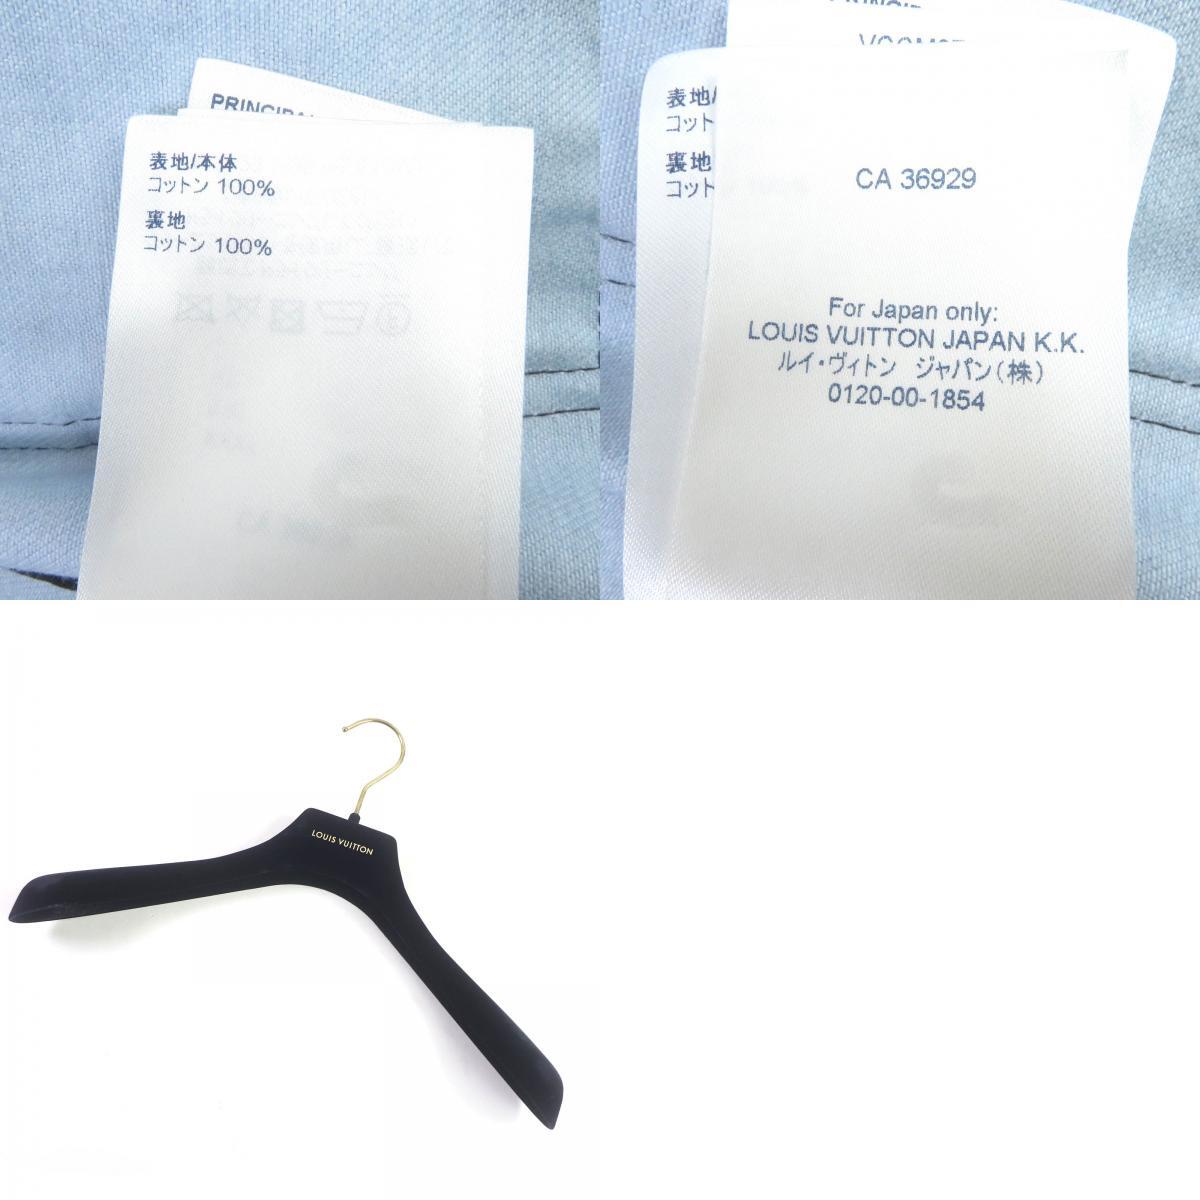 表地/本体
コットン 100%
裏地
コットン 100%
表地/
コット
裏地
コット
CA 36929
For Japan only:
LOUIS VUITTON JAPAN K.K.
ルイ・ヴィトン ジャパン(株)
0120-00-1854
LOUIS VUITTON